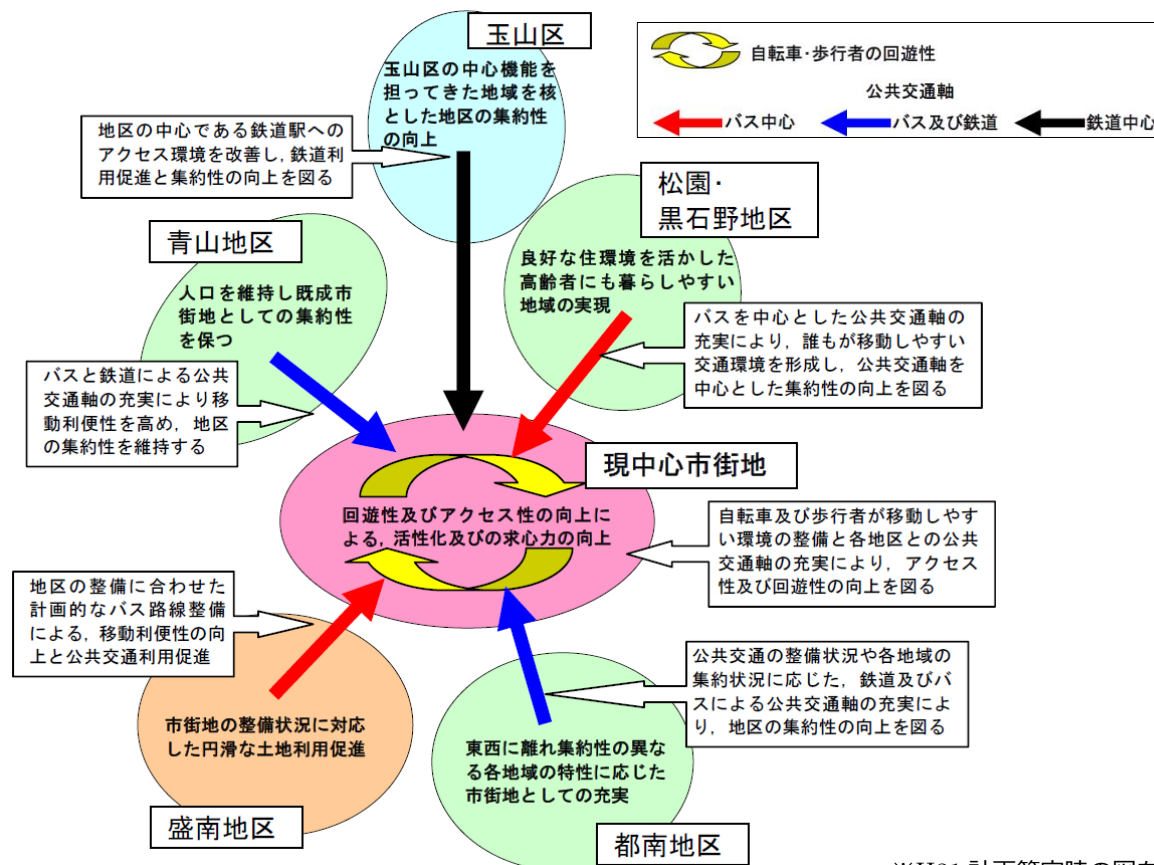 玉山区
玉山区の中心機能を
担ってきた地域を核
とした地区の集約性
の向上
自転車・歩行者の回遊性
公共交通軸
バス中心
バス及び鉄道
鉄道中心
地区の中心である鉄道駅への
アクセス環境を改善し,鉄道利
用促進と集約性の向上を図る
松園・
黒石野地区
良好な住環境を活かした
高齢者にも暮らしやすい
地域の実現
青山地区
人口を維持し既成市
街地としての集約性
を保つ
バスを中心とした公共交通軸の
充実により,誰もが移動しやすい
交通環境を形成し,公共交通軸を
中心とした集約性の向上を図る
バスと鉄道による公共
交通軸の充実により移
動利便性を高め,地区
の集約性を維持する
現中心市街地
回遊性及びアクセス性の向上に
よる,活性化及びの求心力の向上
自転車及び歩行者が移動しやす
い環境の整備と各地区との公共
交通軸の充実により,アクセス
性及び回遊性の向上を図る
地区の整備に合わせた
計画的なバス路線整備
による,移動利便性の向
上と公共交通利用促進
市街地の整備状況に対応
した円滑な土地利用促進
盛南地区
公共交通の整備状況や各地域の
集約状況に応じた,鉄道及びバ
スによる公共交通軸の充実によ
り,地区の集約性の向上を図る
東西に離れ集約性の異な
る各地域の特性に応じた
市街地としての充実
都南地区